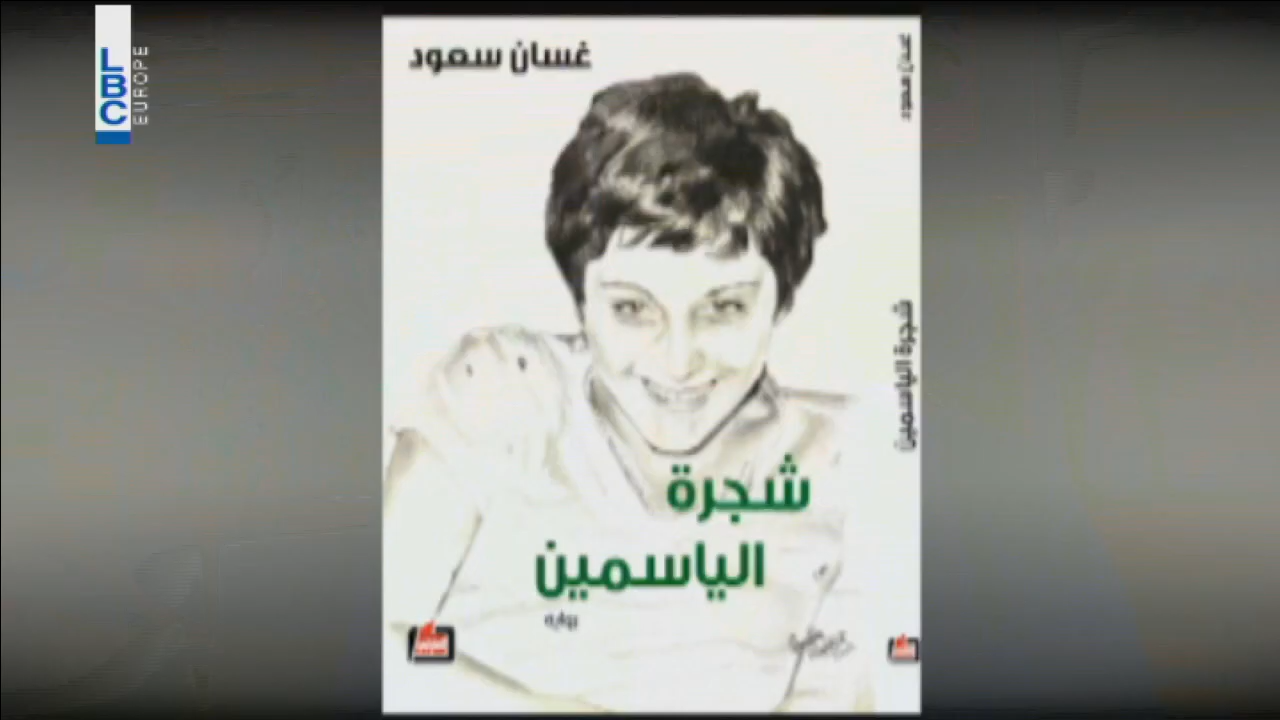 LBC
EUROPE
غسان سعود
شجرة
الياسمين
رواية
غسان سعود
شجرة الياسمين